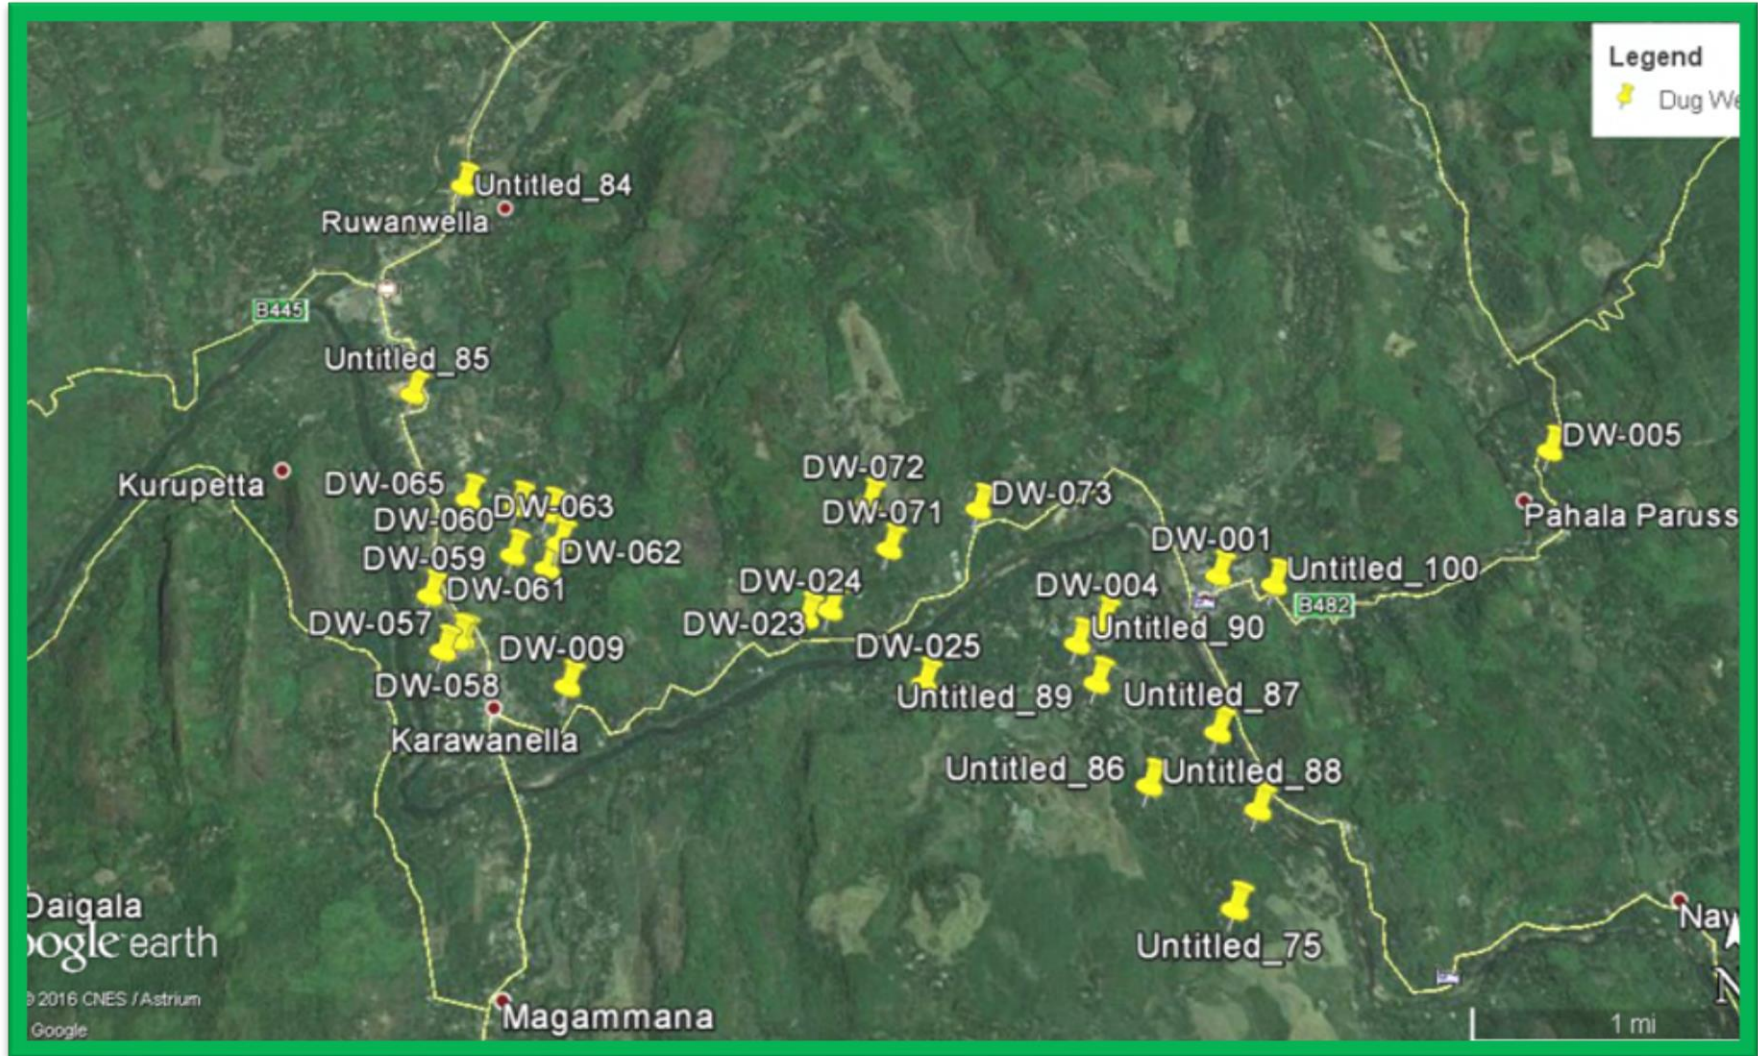 Legend
Dug We
Untitled_84
Ruwanwella
B445
Untitled_85
DW-005
DW-072
Kurupetta
DW-065
DW-073
DW-063
DW-060
DW-071
Pahala Paruss
DW-001
DW-062
DW-059
Untitled_100
DW-024
DW-004
DW-061
B482
DW-057
DW-023
Untitled_90
DW-009
DW-025
DW-058
Untitled_89
Untitled_87
Karawanella
Untitled_86
Untitled_88
Daigala
Nav
oogle earth
Untitled_75
N
2016 CNES / Astrium
Magammana
Google
1 mi